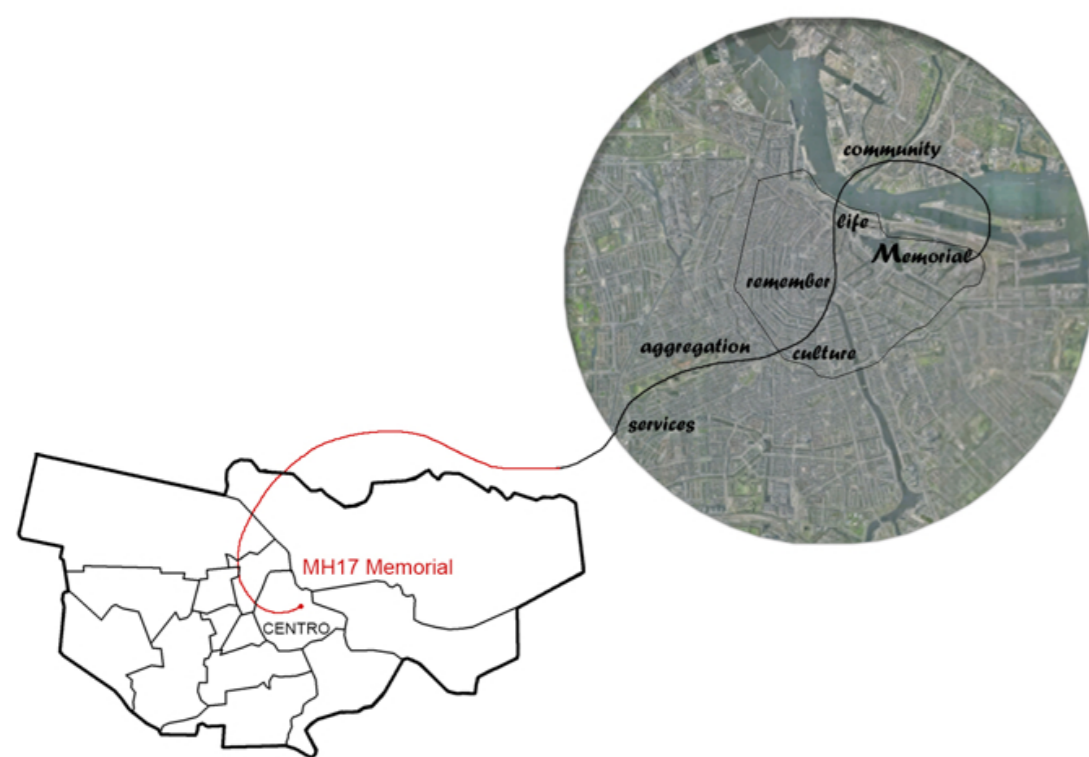 community
life
Memorial
remember
aggregation
culture
services
MH17 Memorial
CENTRO